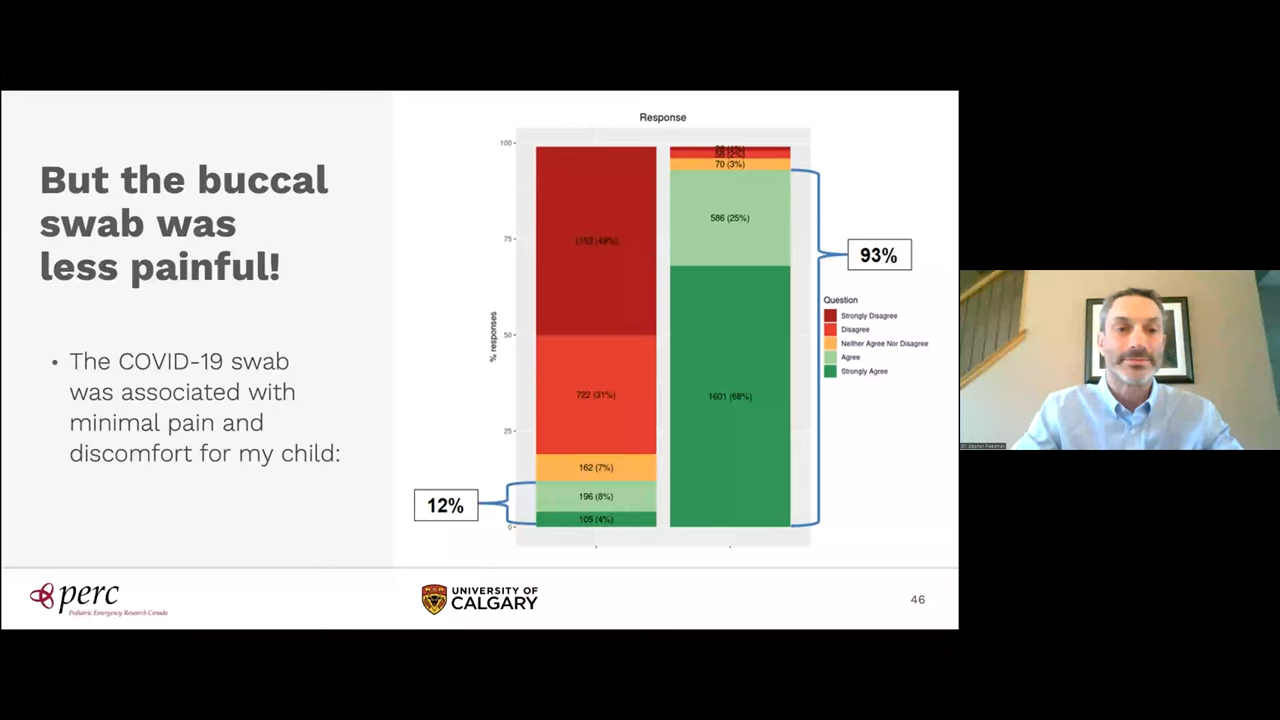 But the buccal
swab was
less painful!
• The COVID-19 swab
was associated with
minimal pain and
discomfort for my child:
Response
% responses
100
75
50
25
0
1152 (49%)
722 (31%)
162 (7%)
196 (8%)
105 (4%)
12%
70 (3%)
586 (25%)
1601 (68%)
93%
Question
Strongly Disagree
Disagree
Neither Agree Nor Disagree
Agree
Strongly Agree
perc
Pediatric Emergency Research Canada
UNIVERSITY OF
CALGARY
46